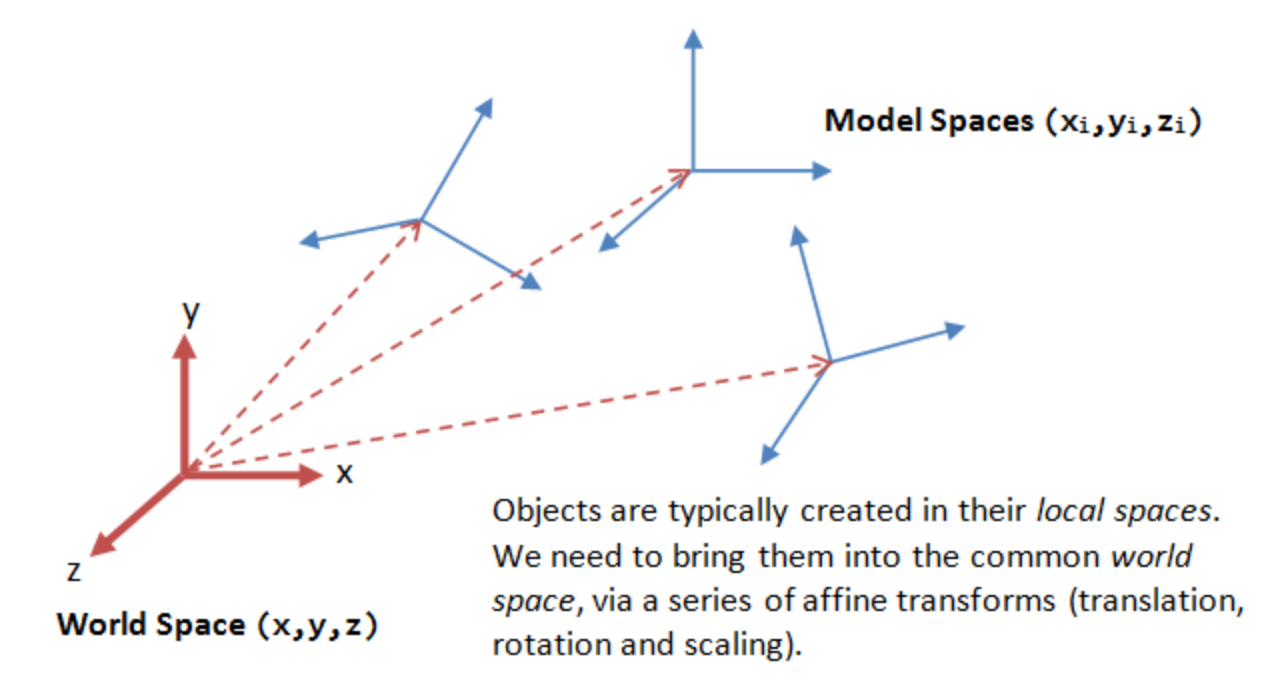 Model Spaces (xi,yi,zi)
y
x
z
World Space (x,y,z)
Objects are typically created in their local spaces.
We need to bring them into the common world
space, via a series of affine transforms (translation,
rotation and scaling).